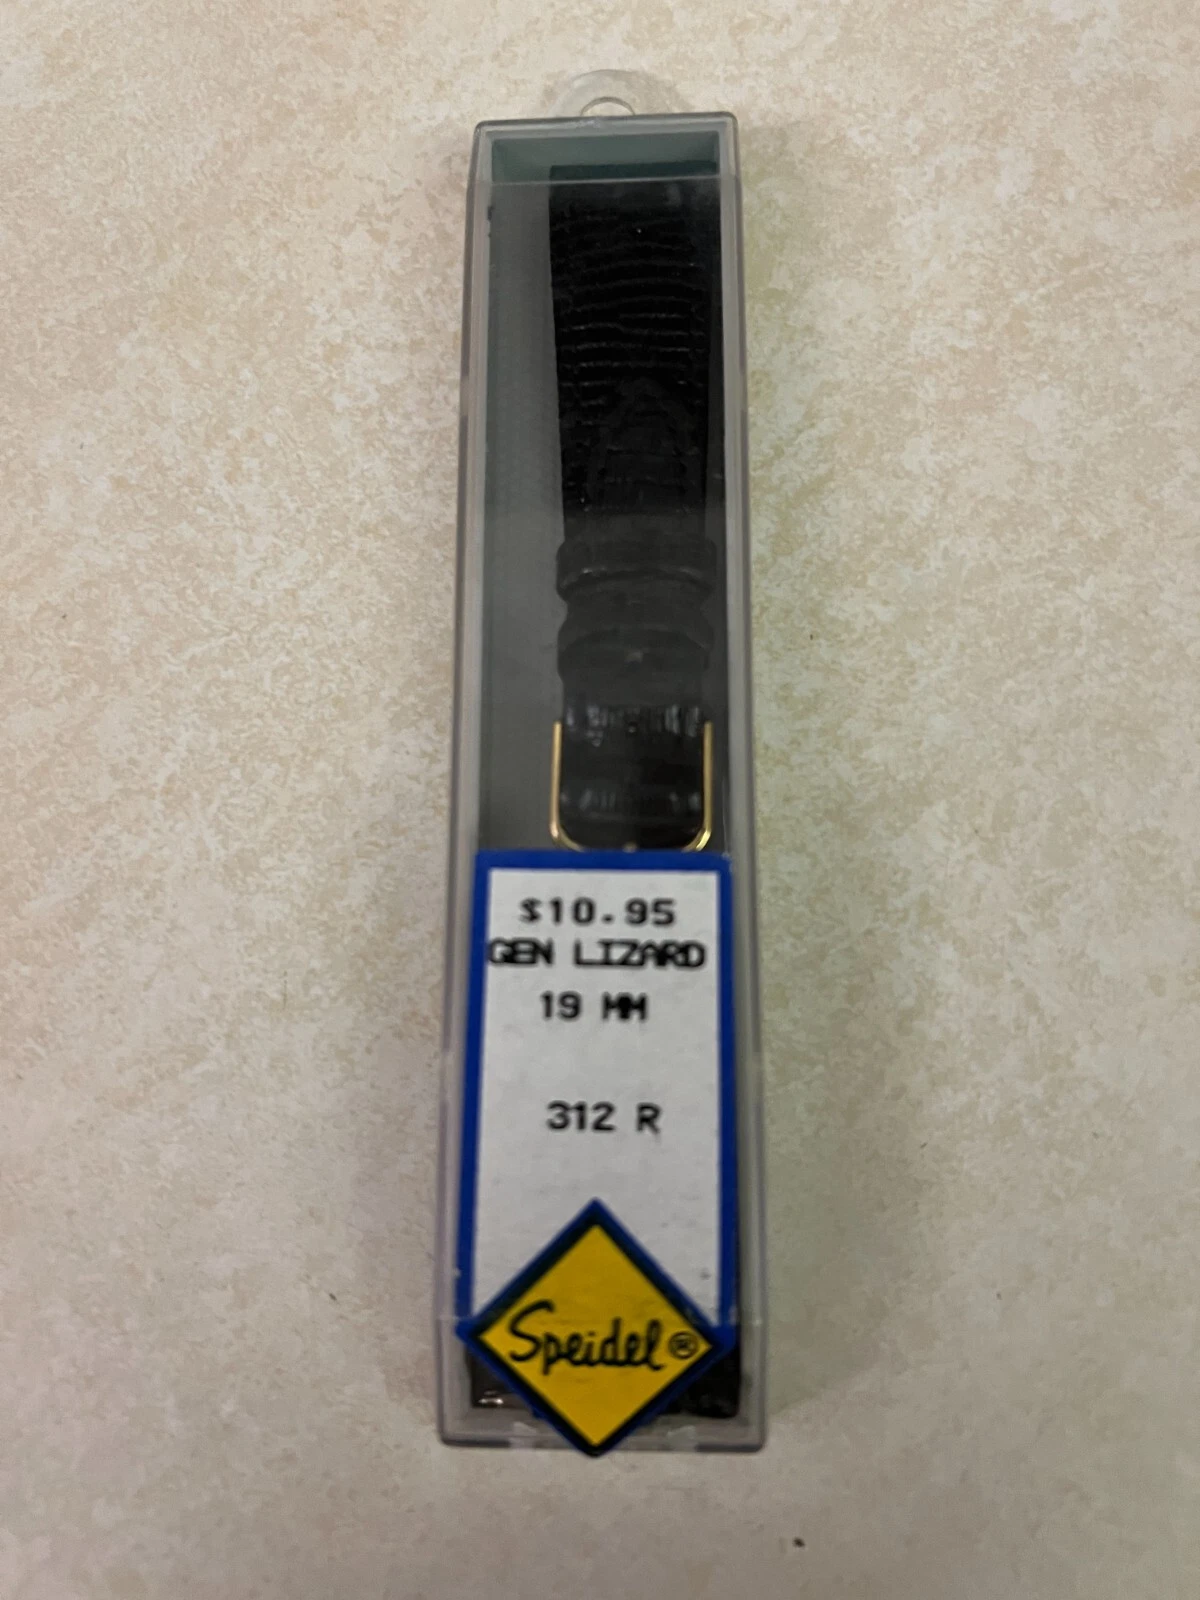 $10.95
GEN LIZARD
19 MM
312 R
Speidel®